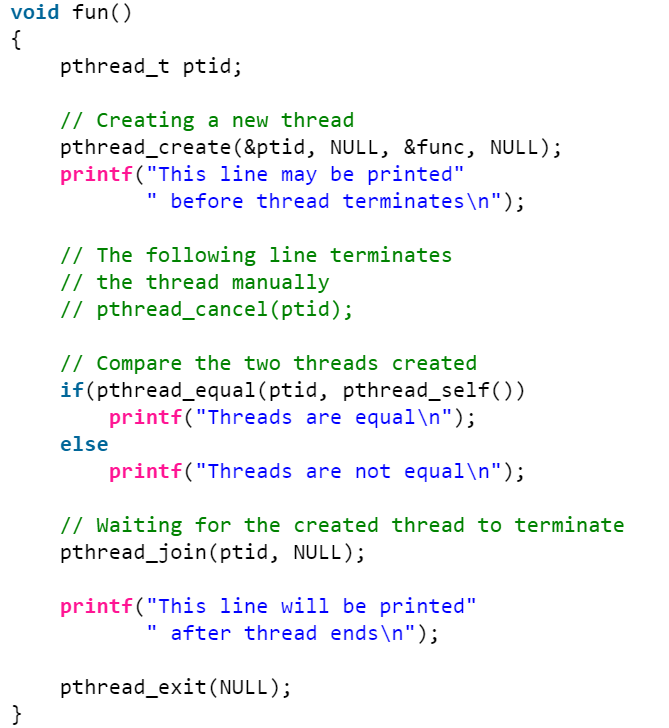 void fun()
{
    pthread_t ptid;

    // Creating a new thread
    pthread_create(&ptid, NULL, &func, NULL);
    printf("This line may be printed"
           " before thread terminates\n");

    // The following line terminates
    // the thread manually
    // pthread_cancel(ptid);

    // Compare the two threads created
    if(pthread_equal(ptid, pthread_self())
        printf("Threads are equal\n");
    else
        printf("Threads are not equal\n");

    // Waiting for the created thread to terminate
    pthread_join(ptid, NULL);

    printf("This line will be printed"
           " after thread ends\n");

    pthread_exit(NULL);
}